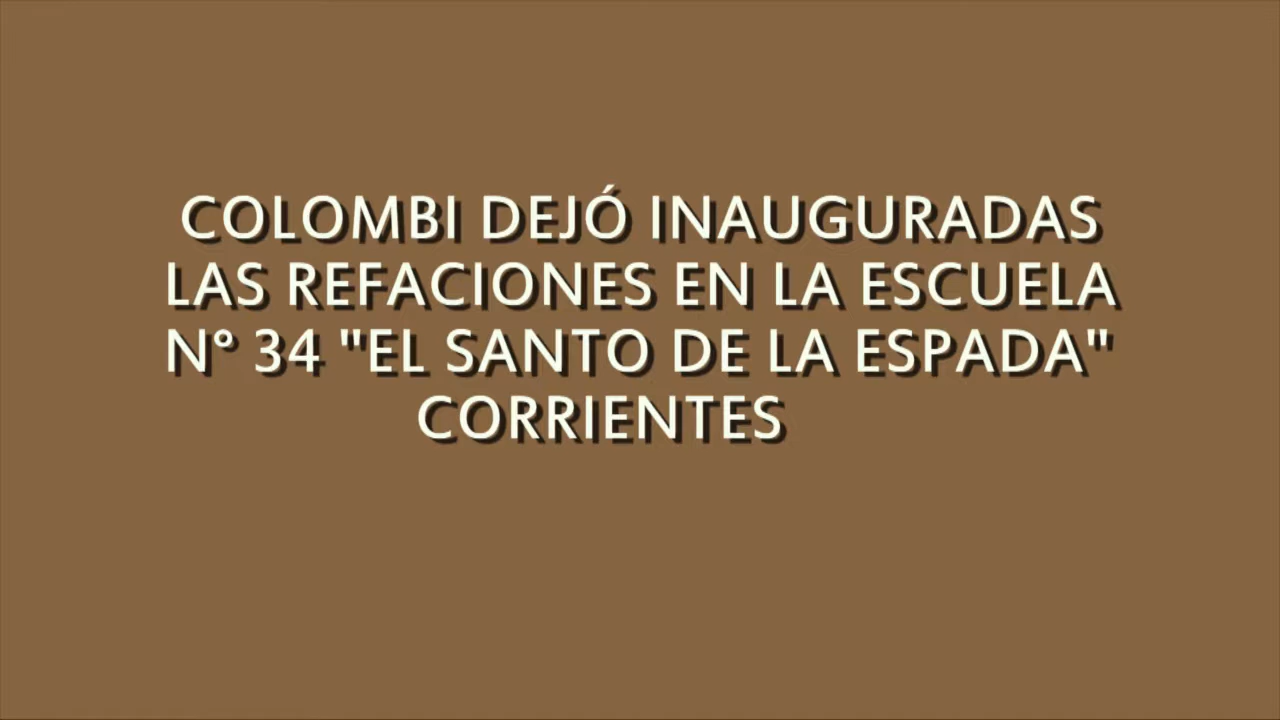 COLOMBI DEJÓ INAUGURADAS
LAS REFACIONES EN LA ESCUELA
N° 34 "EL SANTO DE LA ESPADA"
CORRIENTES